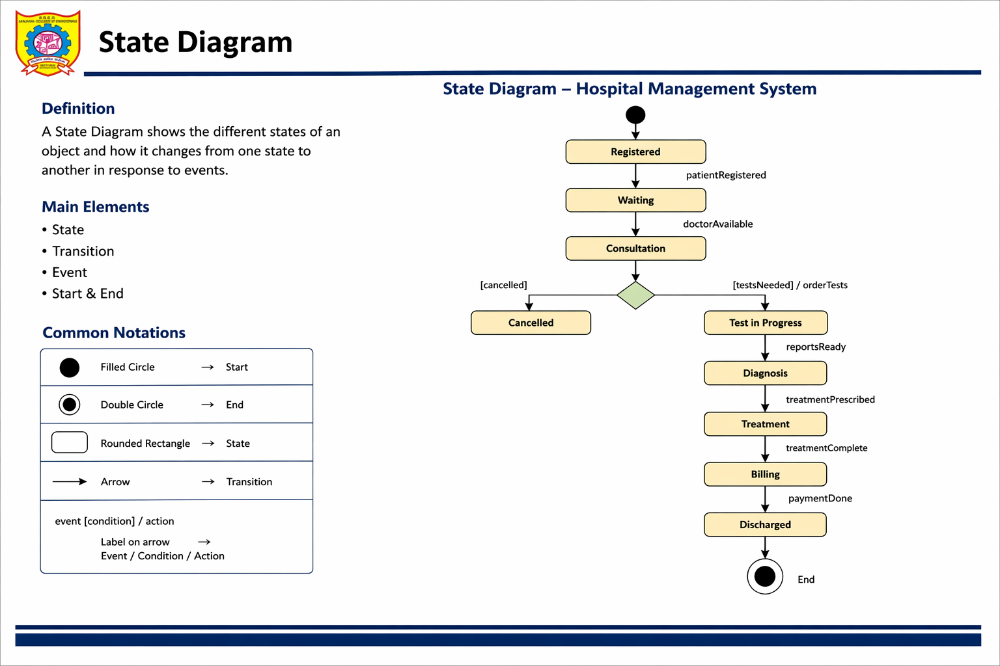 State Diagram
Definition
A State Diagram shows the different states of an
object and how it changes from one state to
another in response to events.
Main Elements
• State
• Transition
• Event
• Start & End
Common Notations
Filled Circle → Start
Double Circle → End
Rounded Rectangle → State
Arrow → Transition
event [condition] / action
Label on arrow →
Event / Condition / Action
State Diagram – Hospital Management System
Registered
patientRegistered
Waiting
doctorAvailable
Consultation
[cancelled]
[testsNeeded] / orderTests
Cancelled
Test in Progress
reportsReady
Diagnosis
treatmentPrescribed
Treatment
treatmentComplete
Billing
paymentDone
Discharged
End